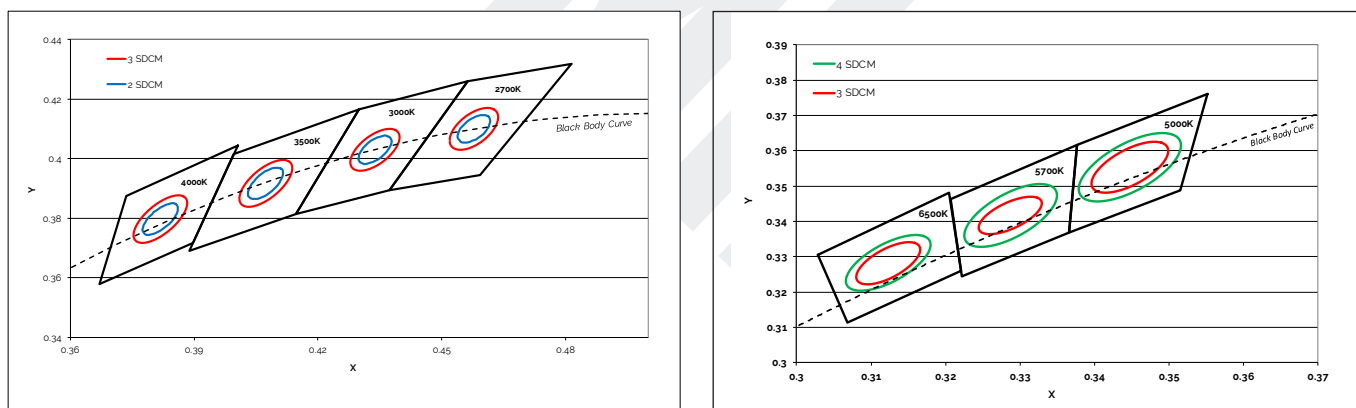 0.44
0.42
0.4
0.38
0.36
0.34
Y
3 SDCM
2 SDCM
2700K
3000K
3500K
4000K
Black Body Curve
0.36
0.39
0.42
0.45
0.48
X
0.39
0.38
0.37
0.36
0.35
0.34
0.33
0.32
0.31
0.3
Y
4 SDCM
3 SDCM
5000K
5700K
6500K
Black Body Curve
0.3
0.31
0.32
0.33
0.34
0.35
0.36
0.37
X